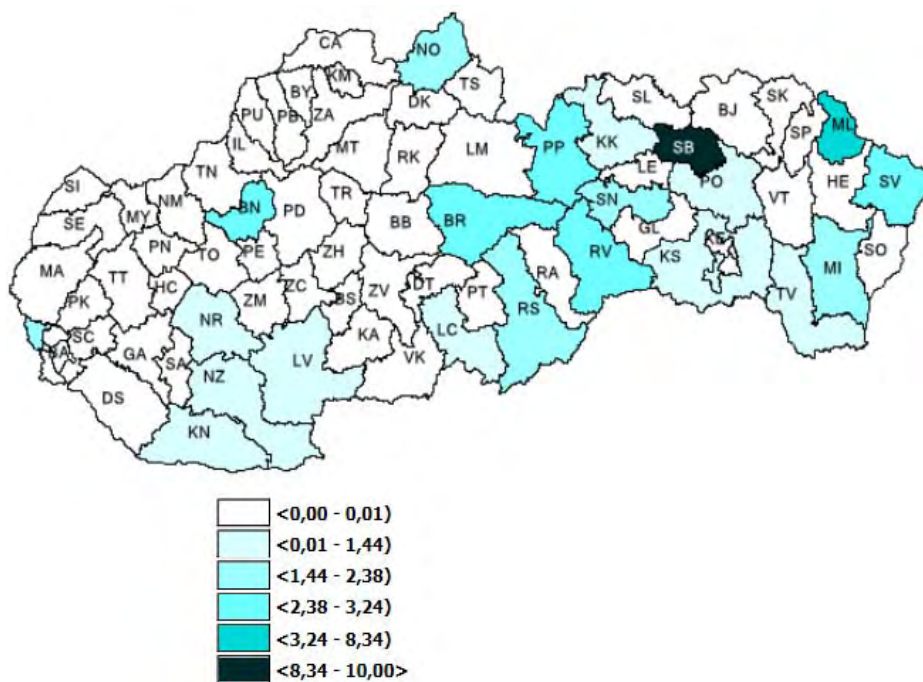 CA
NO
KM
TS
BY
DK
SL
SK
BJ
PU
PB
ZA
SP
ML
IL
MT
RK
LM
PP
KK
SB
LE
PO
HE
SV
TN
SI
BN
PD
TR
BB
BR
SN
VT
SE
MY
NM
GL
KS
SO
PN
TO
PE
ZH
RV
MA
TT
HC
ZM
ZC
BS
ZV
DT
PT
RA
MI
TV
PK
NR
RS
SC
BA
GA
SA
LV
KA
LC
VK
NZ
DS
KN
<0,00 - 0,01)
<0,01 - 1,44)
<1,44 - 2,38)
<2,38 - 3,24)
<3,24 - 8,34)
<8,34 - 10,00>